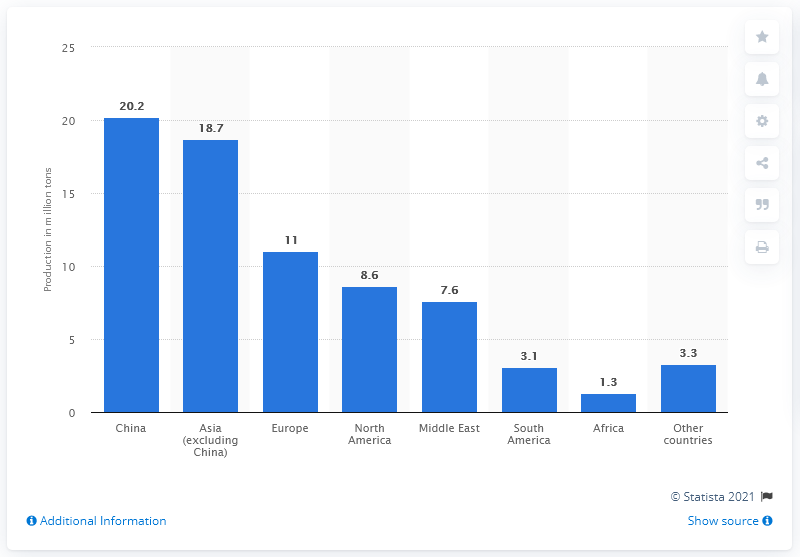 25
20
15
10
5
0
Production in million tons
20.2
18.7
11
8.6
7.6
3.1
1.3
3.3
China
Asia
(excluding
China)
Europe
North
America
Middle East
South
America
Africa
Other
countries
© Statista 2021
Additional Information
Show source